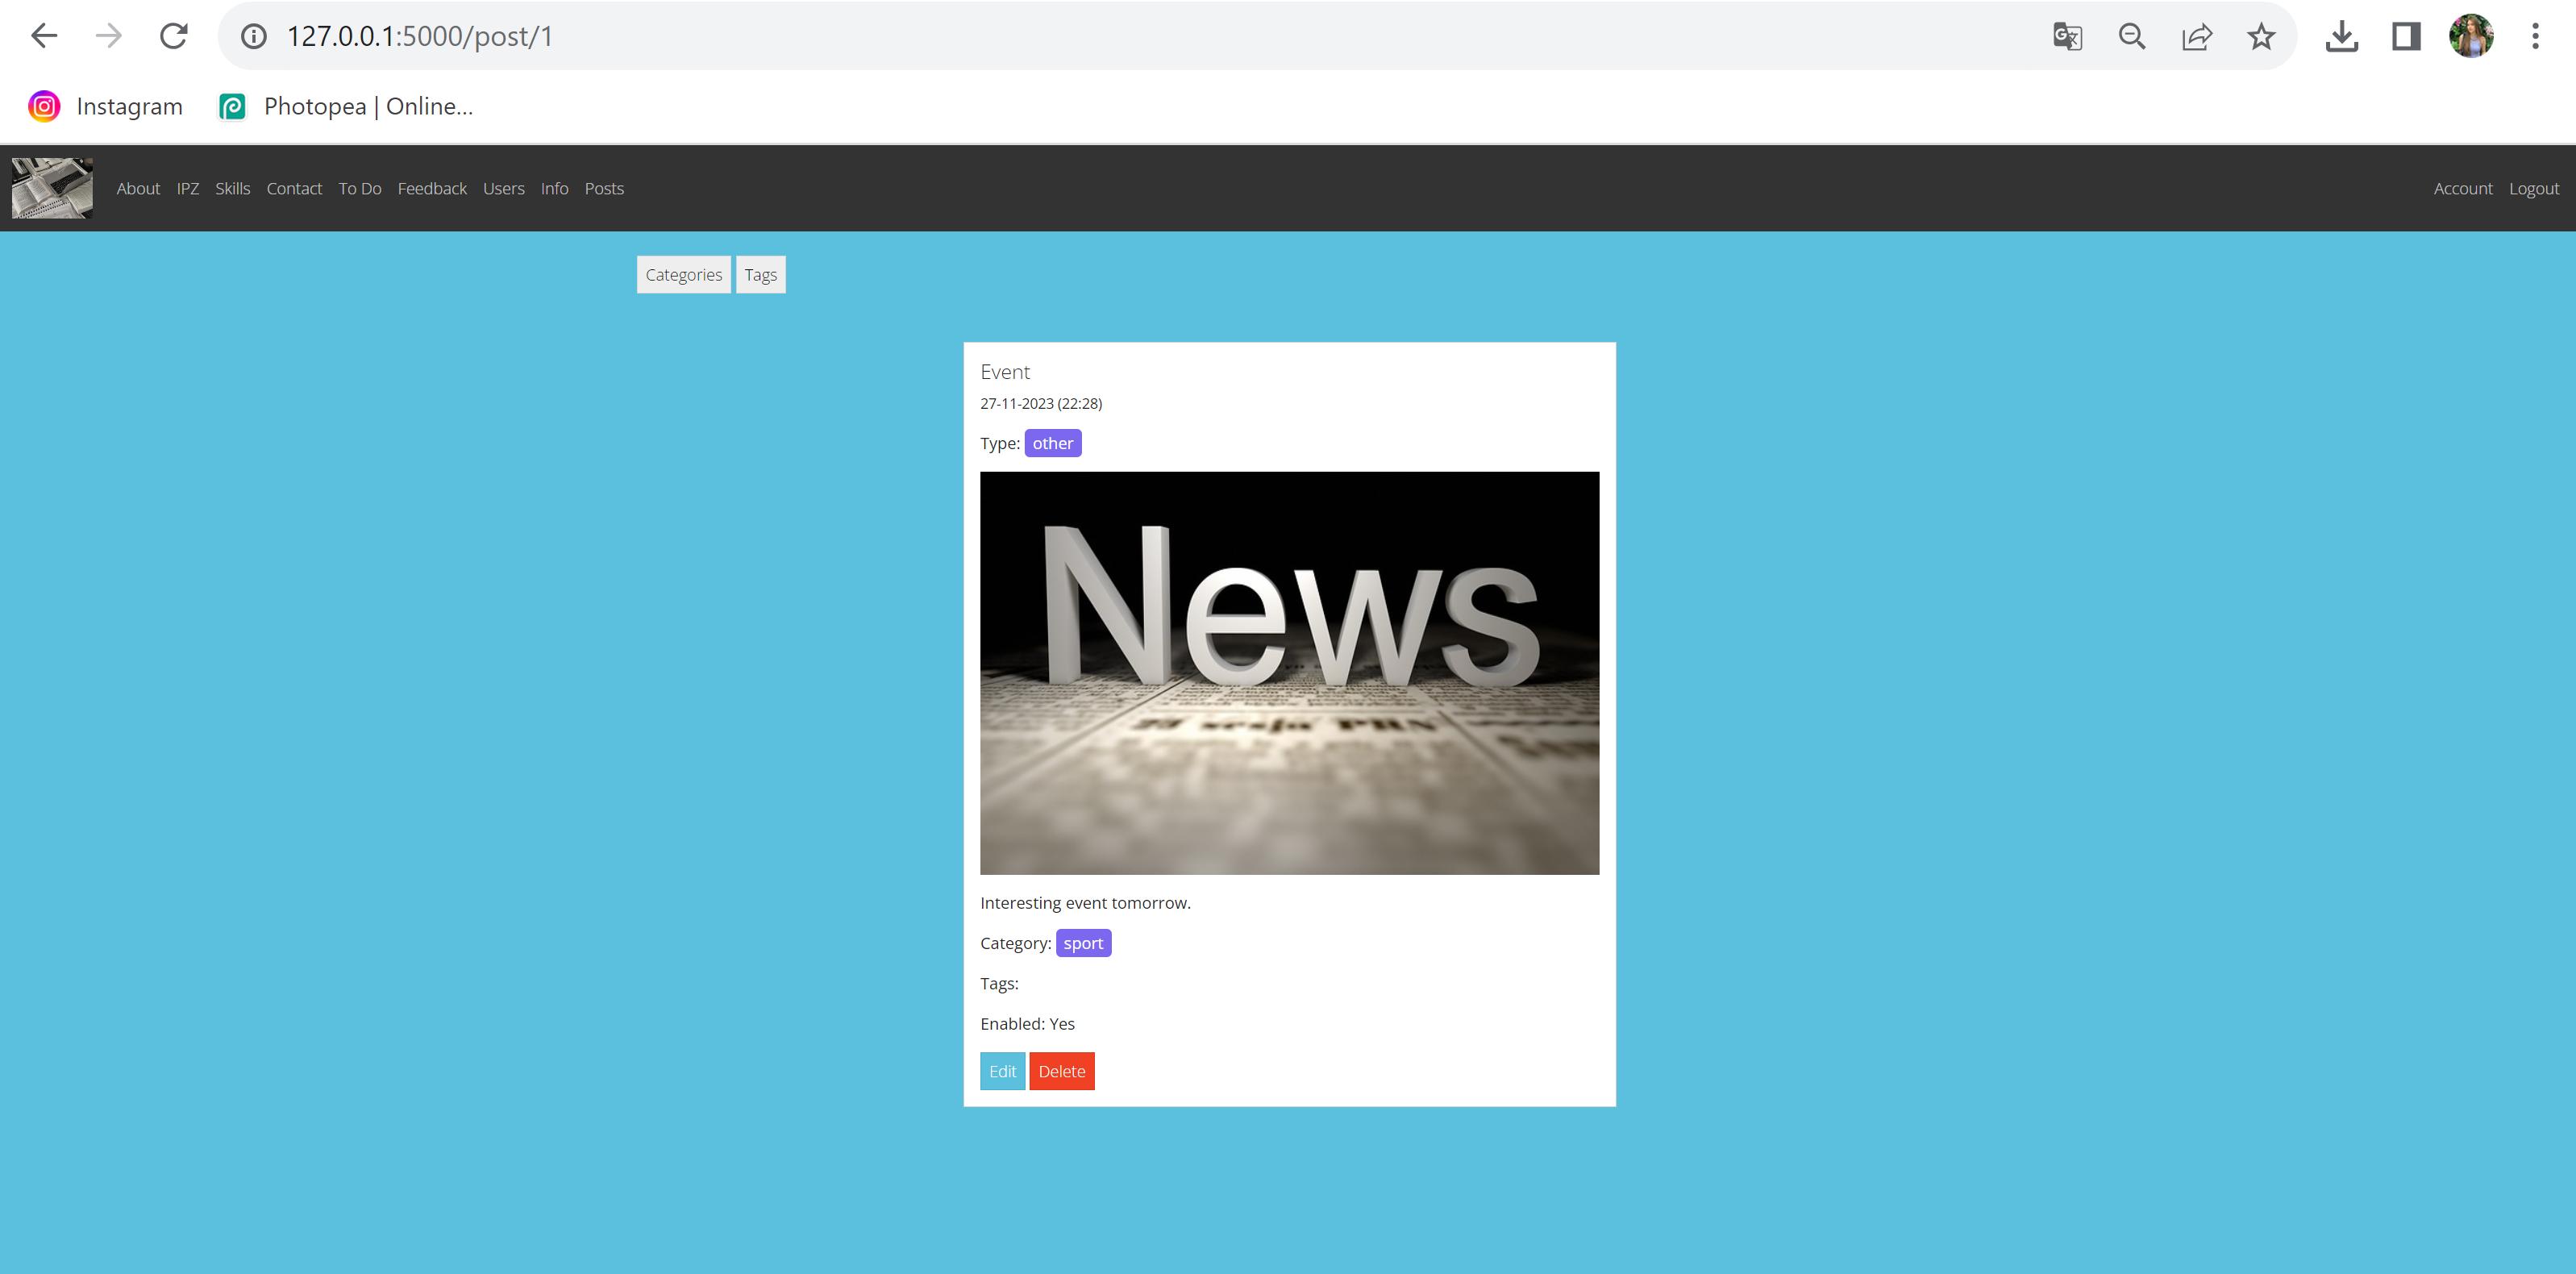 127.0.0.1:5000/post/1
Instagram Photopea | Online...
About IPZ Skills Contact To Do Feedback Users Info Posts Account Logout
Categories Tags
Event
27-11-2023 (22:28)
Type: other
News
Interesting event tomorrow.
Category: sport
Tags:
Enabled: Yes
Edit Delete